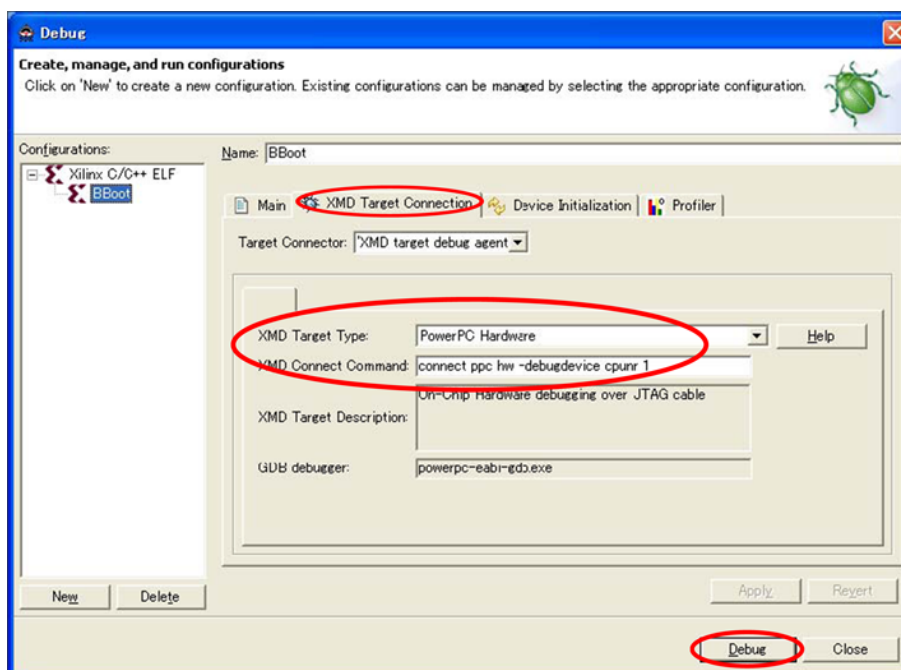 Debug
Create, manage, and run configurations
Click on 'New' to create a new configuration. Existing configurations can be managed by selecting the appropriate configuration.
Configurations:
Xilinx C/C++ ELF
BBoot
Name: BBoot
Main XMD Target Connection Device Initialization Profiler
Target Connector: 'XMD target debug agent
XMD Target Type: PowerPC Hardware Help
XMD Connect Command: connect ppc hw -debugdevice cpunr 1
XMD Target Description: On-Chip Hardware debugging over JTAG cable
GDB debugger: powerpc-eabi-gdb.exe
New Delete
Apply Revert
Debug Close